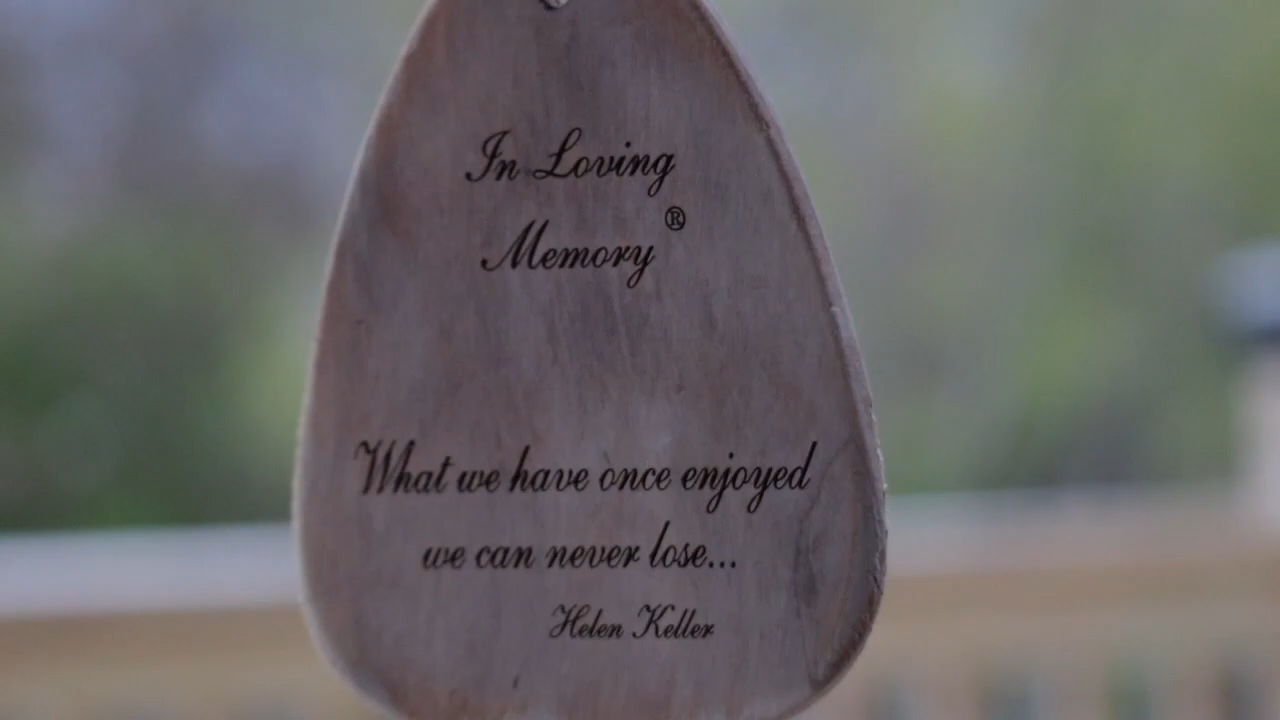 In Loving
Memory®
What we have once enjoyed
we can never lose...
Helen Keller